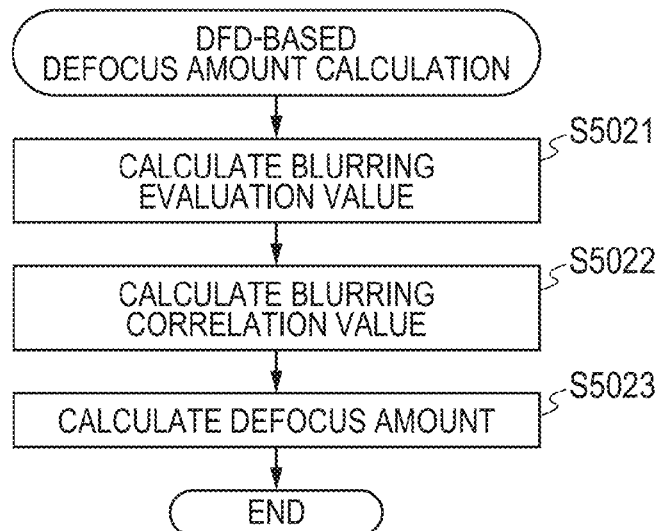 DFD-BASED
DEFOCUS AMOUNT CALCULATION
S5021
CALCULATE BLURRING
EVALUATION VALUE
S5022
CALCULATE BLURRING
CORRELATION VALUE
S5023
CALCULATE DEFOCUS AMOUNT
END